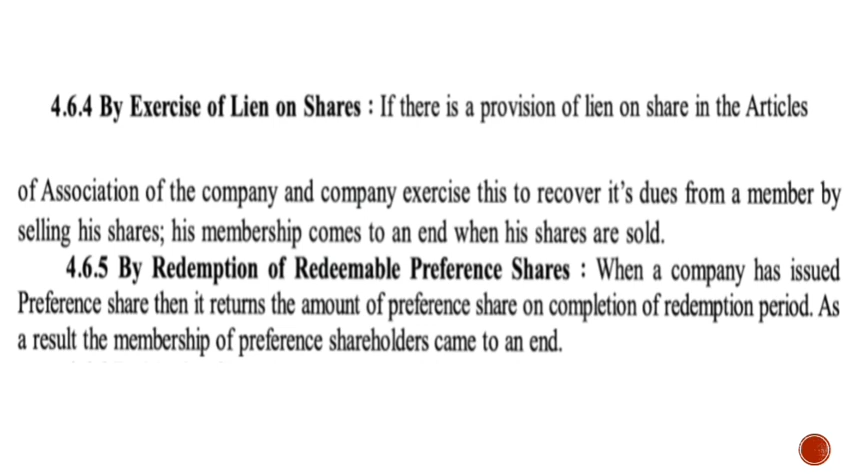 4.6.4 By Exercise of Lien on Shares : If there is a provision of lien on share in the Articles
of Association of the company and company exercise this to recover it's dues from a member by
selling his shares; his membership comes to an end when his shares are sold.
4.6.5 By Redemption of Redeemable Preference Shares : When a company has issued
Preference share then it returns the amount of preference share on completion of redemption period. As
a result the membership of preference shareholders came to an end.